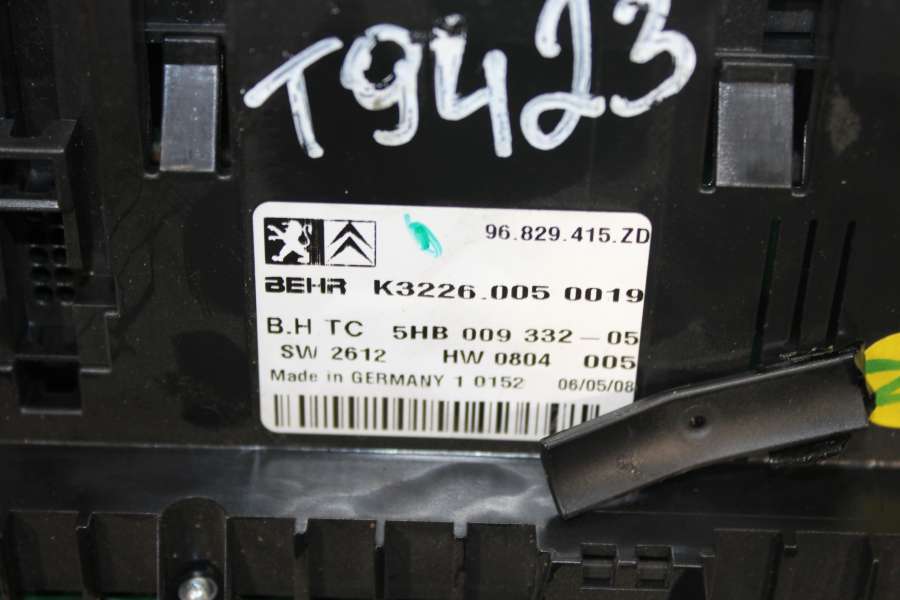 T9423
96.829.415.ZD
BEHR K3226.005 0019
B.H TC 5HB 009 332-05
SW 2612 HW 0804 005
Made in GERMANY 1 0152 06/05/08